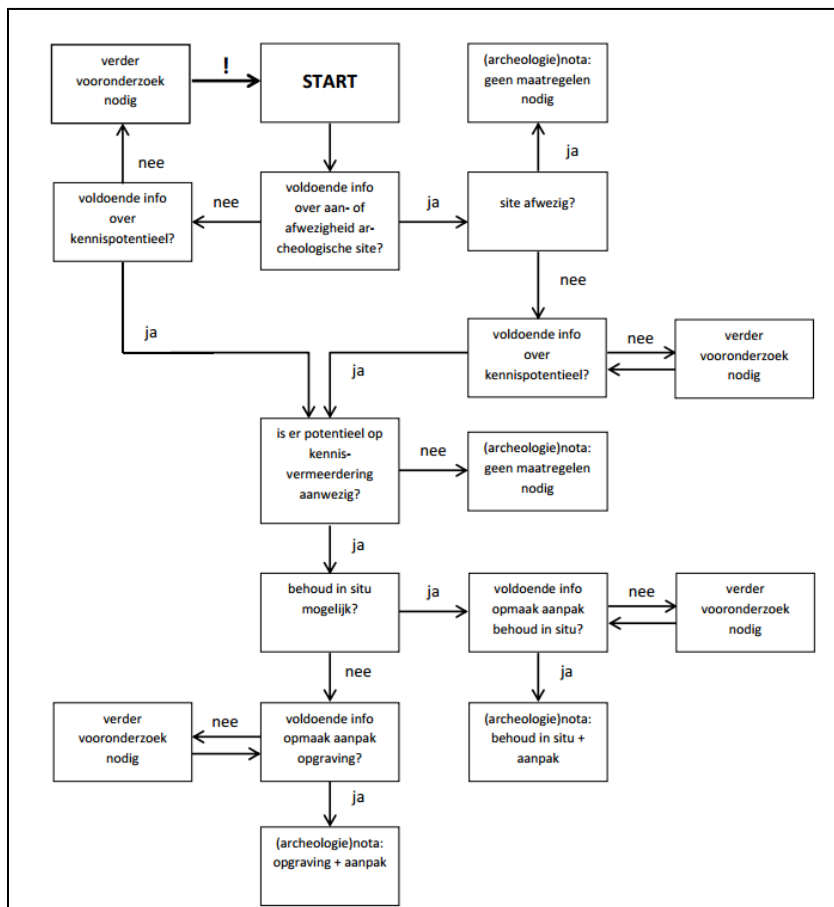 verder
vooronderzoek
nodig
!
START
(archeologie)nota:
geen maatregelen
nodig
nee
ja
voldoende info
over
kennispotentieel?
nee
voldoende info
over aan- of
afwezigheid ar-
cheologische site?
ja
site afwezig?
nee
ja
voldoende info
over
kennispotentieel?
nee
verder
vooronderzoek
nodig
ja
is er potentieel op
kennis-
vermeerdering
aanwezig?
nee
(archeologie)nota:
geen maatregelen
nodig
ja
behoud in situ
mogelijk?
ja
voldoende info
opmaak aanpak
behoud in situ?
nee
verder
vooronderzoek
nodig
nee
ja
verder
vooronderzoek
nodig
nee
voldoende info
opmaak aanpak
opgraving?
(archeologie)nota:
behoud in situ +
aanpak
ja
(archeologie)nota:
opgraving + aanpak